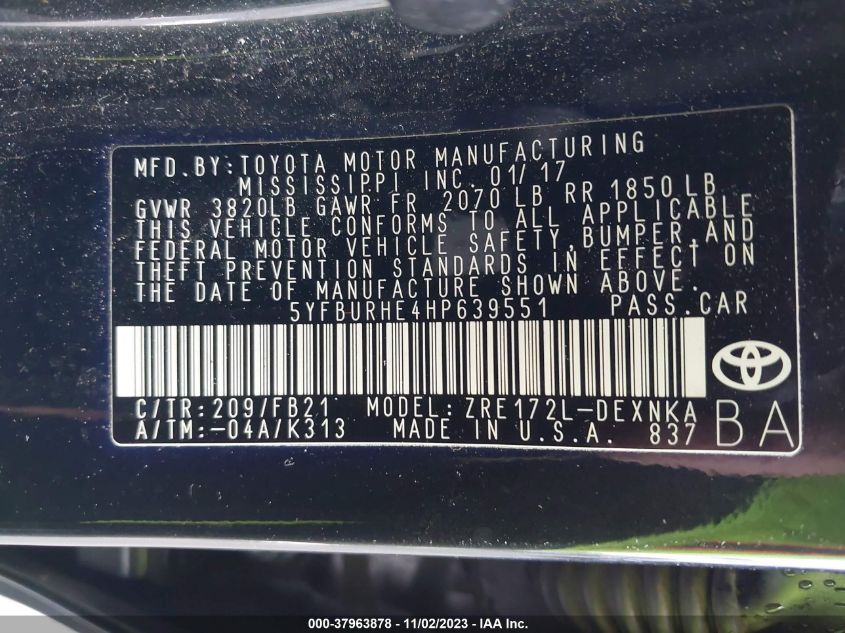 MFD.BY:TOYOTA MOTOR MANUFACTURING
MISSISSIPPI INC. 01/17
GVWR 3820LB GAWR FR 2070 LB RR 1850 LB
THIS VEHICLE CONFORMS TO ALL APPLICABLE
FEDERAL MOTOR VEHICLE SAFETY,BUMPER,AND
THEFT PREVENTION STANDARDS IN EFFECT ON
THE DATE OF MANUFACTURE SHOWN ABOVE.
5YFBURHE4HP639551 PASS.CAR
C/TR:209/FB21 MODEL:ZRE172L-DEXNKA
A/TM:-04A/K313 MADE IN U.S.A. 837
BA
000-37963878 - 11/02/2023 - IAA Inc.